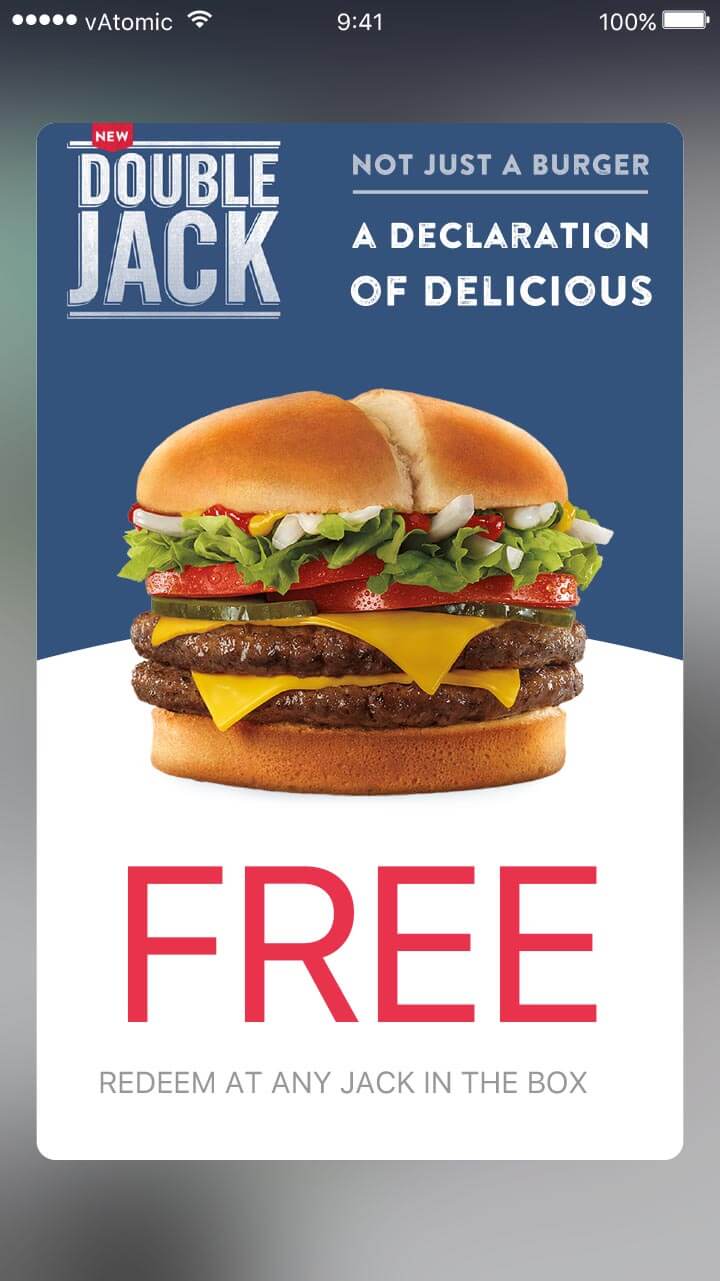 vAtomic 9:41 100%
NEW
DOUBLE
JACK
NOT JUST A BURGER
A DECLARATION
OF DELICIOUS
FREE
REDEEM AT ANY JACK IN THE BOX